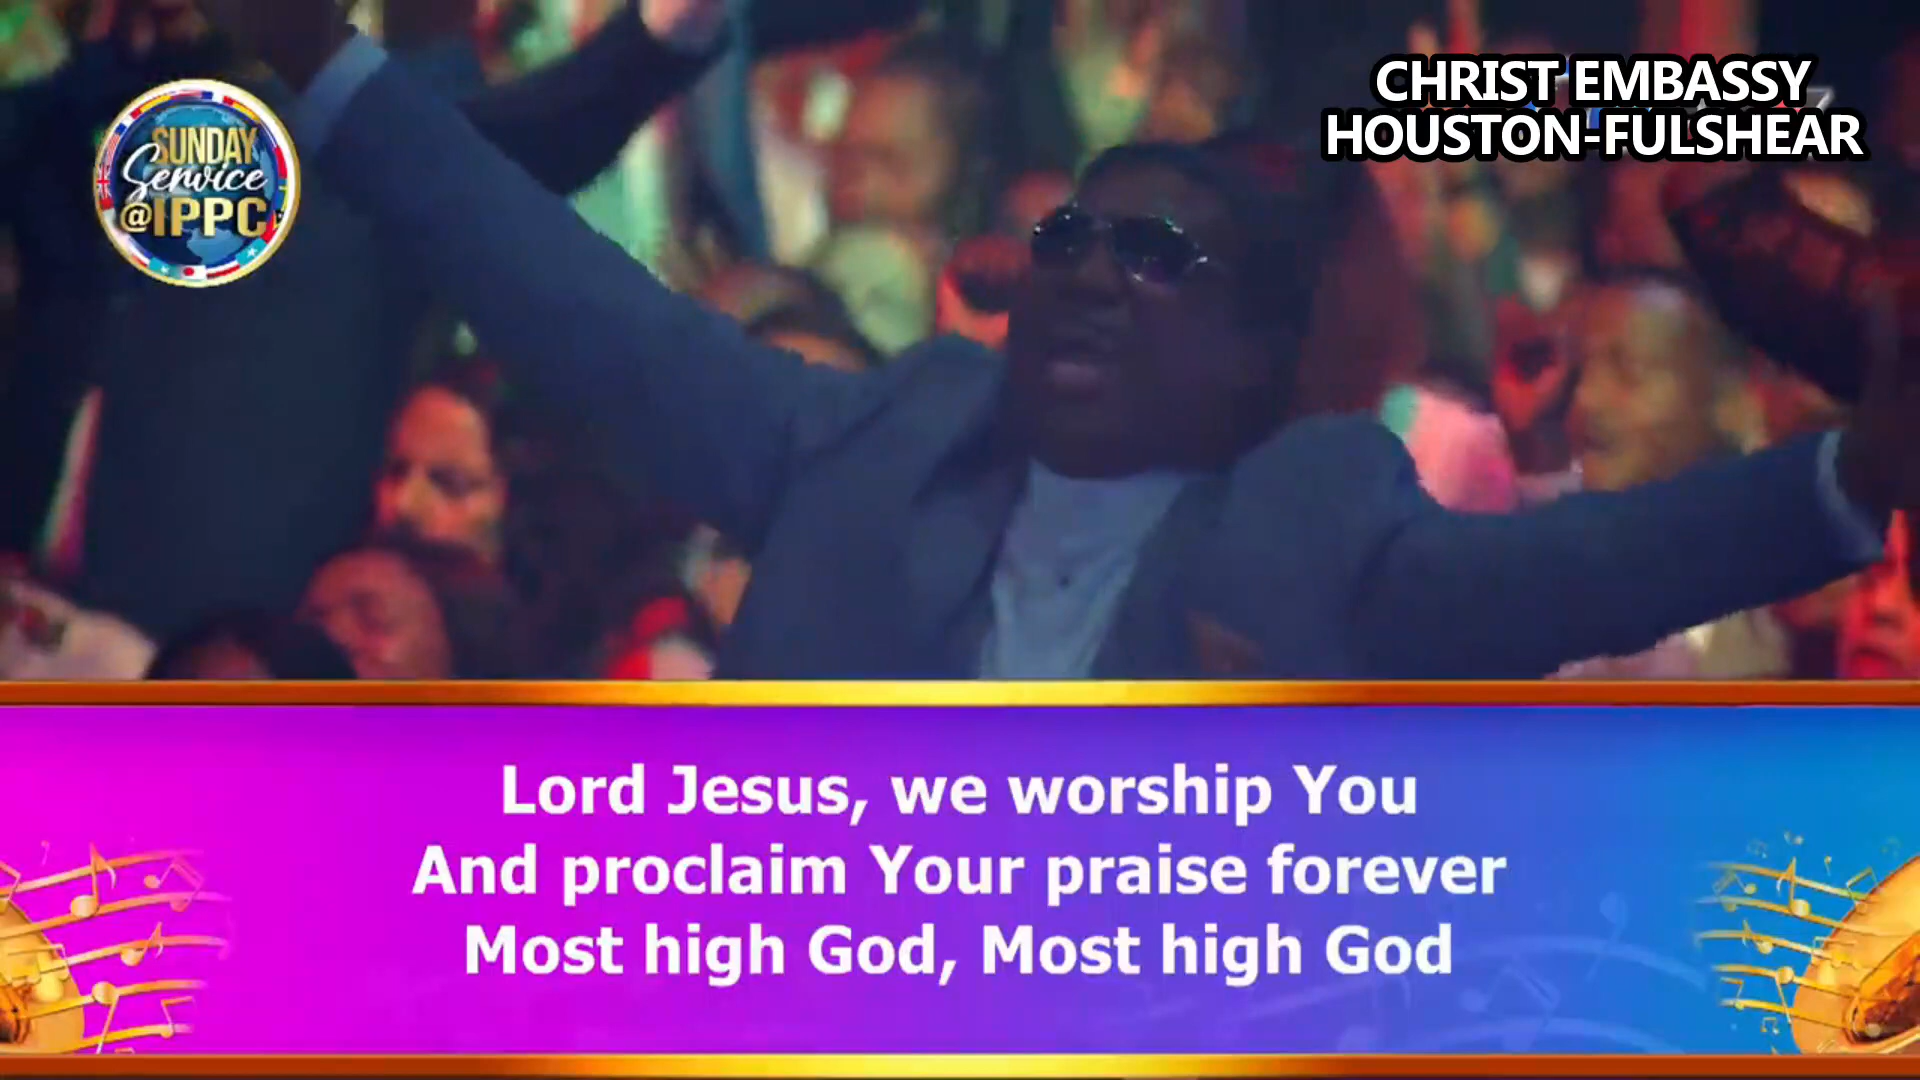 SUNDAY
Service
@IPPC
CHRIST EMBASSY
HOUSTON-FULSHEAR
Lord Jesus, we worship You
And proclaim Your praise forever
Most high God, Most high God